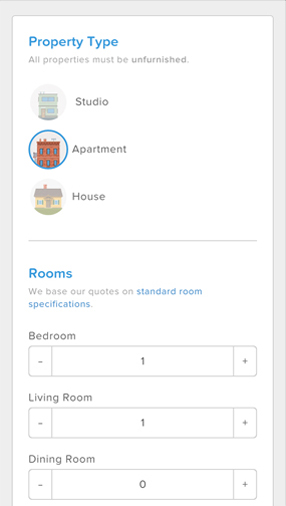 Property Type
All properties must be unfurnished.
Studio
Apartment
House
Rooms
We base our quotes on standard room
specifications.
Bedroom
- 1 +
Living Room
- 1 +
Dining Room
- 0 +